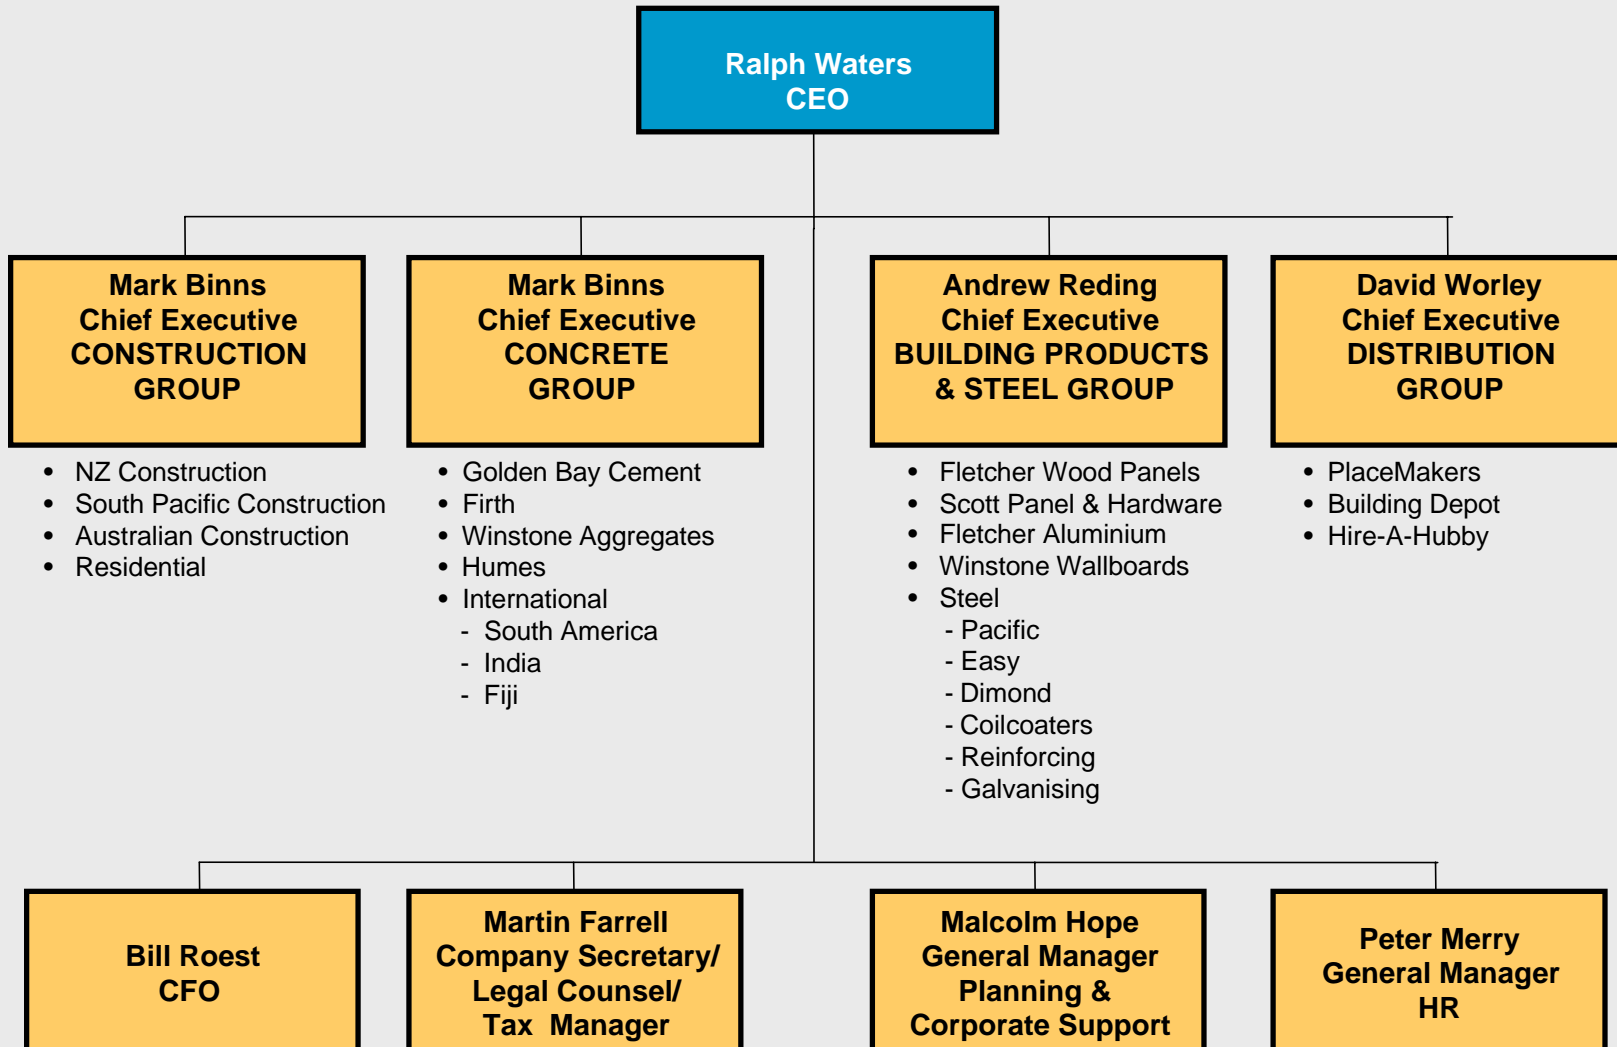 Ralph Waters
CEO
Mark Binns
Chief Executive
CONSTRUCTION
GROUP
• NZ Construction
• South Pacific Construction
• Australian Construction
• Residential
Mark Binns
Chief Executive
CONCRETE
GROUP
• Golden Bay Cement
• Firth
• Winstone Aggregates
• Humes
• International
- South America
- India
- Fiji
Andrew Reding
Chief Executive
BUILDING PRODUCTS
& STEEL GROUP
• Fletcher Wood Panels
• Scott Panel & Hardware
• Fletcher Aluminium
• Winstone Wallboards
• Steel
- Pacific
- Easy
- Dimond
- Coilcoaters
- Reinforcing
- Galvanising
David Worley
Chief Executive
DISTRIBUTION
GROUP
• PlaceMakers
• Building Depot
• Hire-A-Hubby
Bill Roest
CFO
Martin Farrell
Company Secretary/
Legal Counsel/
Tax Manager
Malcolm Hope
General Manager
Planning &
Corporate Support
Peter Merry
General Manager
HR